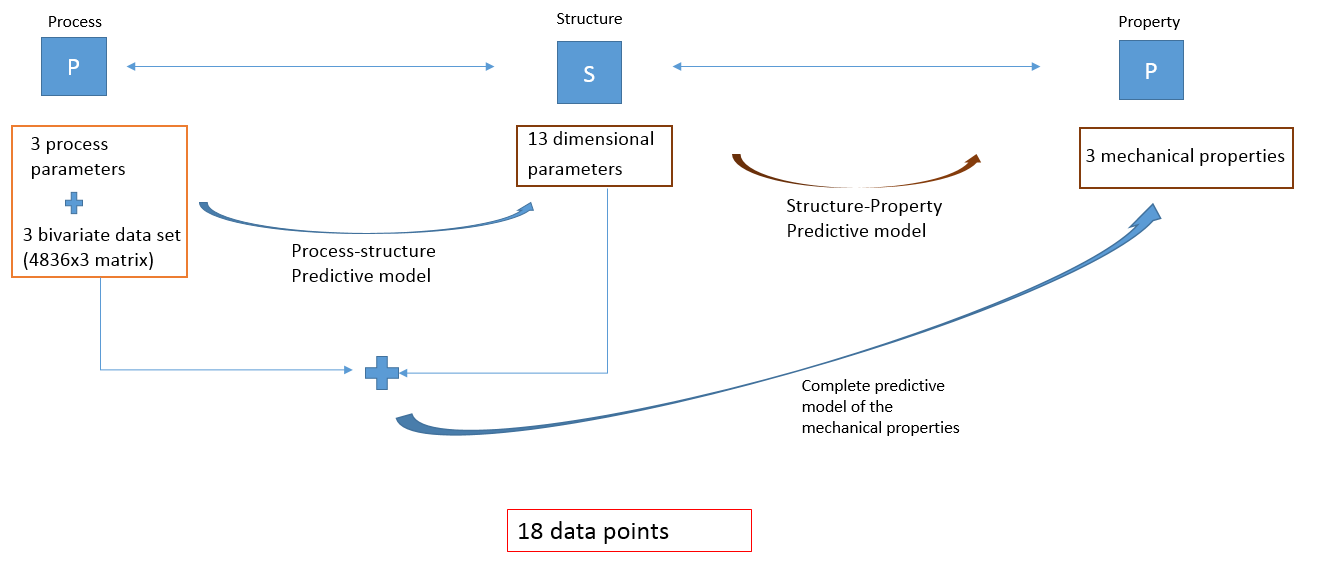 Process
Structure
Property
P
S
P
3 process
parameters
3 bivariate data set
(4836x3 matrix)
13 dimensional
parameters
3 mechanical properties
Process-structure
Predictive model
Structure-Property
Predictive model
Complete predictive
model of the
mechanical properties
18 data points